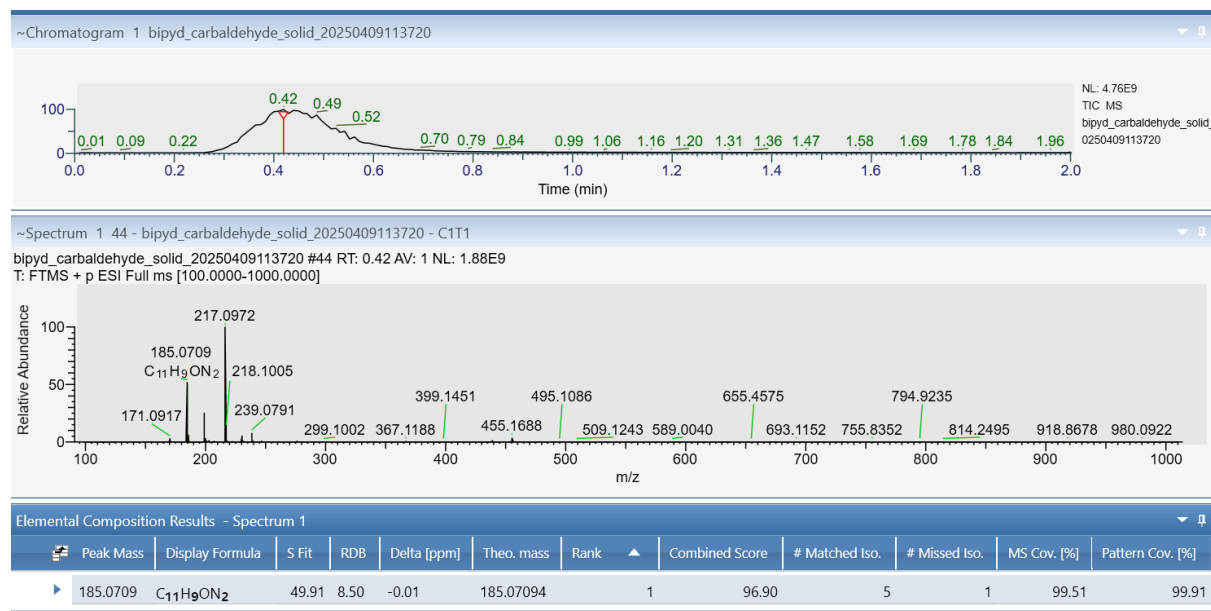 ~Chromatogram 1 bipyd_carbaldehyde_solid_20250409113720
NL: 4.76E9
TIC MS
bipyd_carbaldehyde_solid_
0250409113720
100
0
0.01 0.09 0.22 0.42 0.49 0.52 0.70 0.79 0.84 0.99 1.06 1.16 1.20 1.31 1.36 1.47 1.58 1.69 1.78 1.84 1.96
0.0 0.2 0.4 0.6 0.8 1.0 1.2 1.4 1.6 1.8 2.0
Time (min)
~Spectrum 1 44 - bipyd_carbaldehyde_solid_20250409113720 - C1T1
bipyd_carbaldehyde_solid_20250409113720 #44 RT: 0.42 AV: 1 NL: 1.88E9
T: FTMS + p ESI Full ms [100.0000-1000.0000]
Relative Abundance
100
50
0
217.0972
185.0709
C11H9ON2 218.1005
171.0917 239.0791
299.1002 367.1188 399.1451 455.1688 495.1086 509.1243 589.0040 655.4575 693.1152 755.8352 794.9235 814.2495 918.8678 980.0922
100 200 300 400 500 600 700 800 900 1000
m/z
Elemental Composition Results - Spectrum 1
Peak Mass Display Formula S Fit RDB Delta [ppm] Theo. mass Rank Combined Score # Matched Iso. # Missed Iso. MS Cov. [%] Pattern Cov. [%]
185.0709 C11H9ON2 49.91 8.50 -0.01 185.07094 1 96.90 5 1 99.51 99.91